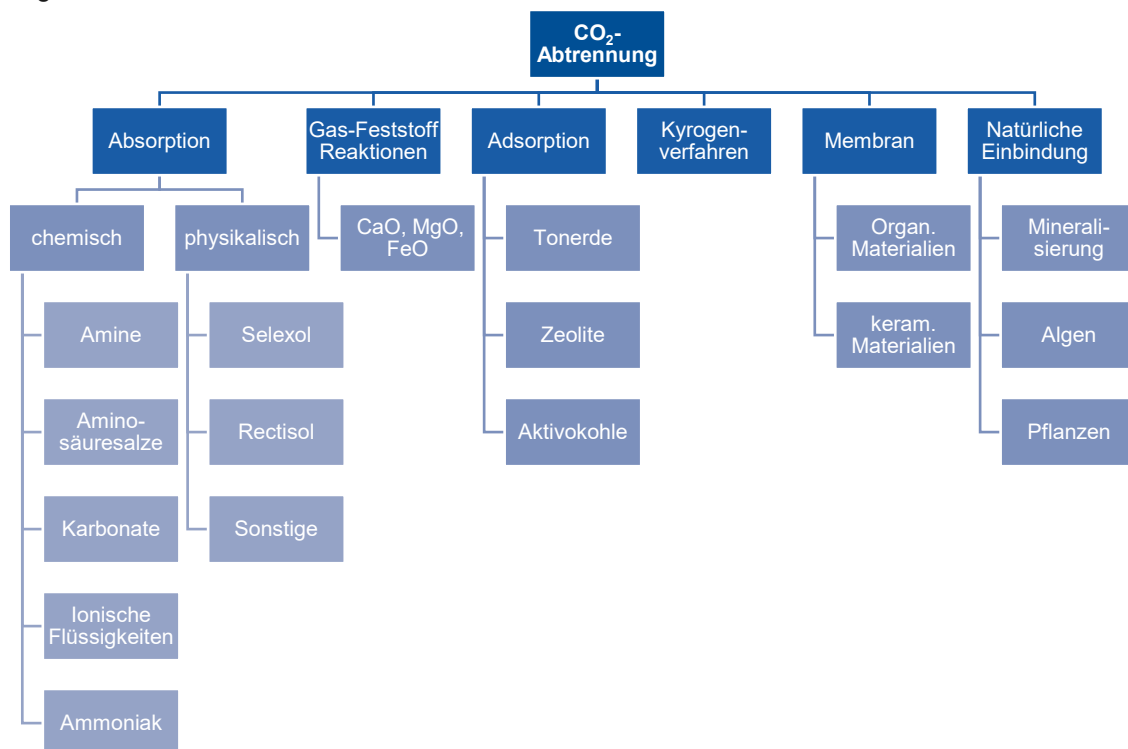 CO₂-
Abtrennung
Absorption
Gas-Feststoff
Reaktionen
Adsorption
Kyrogen-
verfahren
Membran
Natürliche
Einbindung
chemisch
physikalisch
CaO, MgO,
FeO
Tonerde
Organ.
Materialien
Minerali-
sierung
Amine
Selexol
Zeolite
keram.
Materialien
Algen
Amino-
säuresalze
Rectisol
Aktivokohle
Pflanzen
Karbonate
Sonstige
Ionische
Flüssigkeiten
Ammoniak